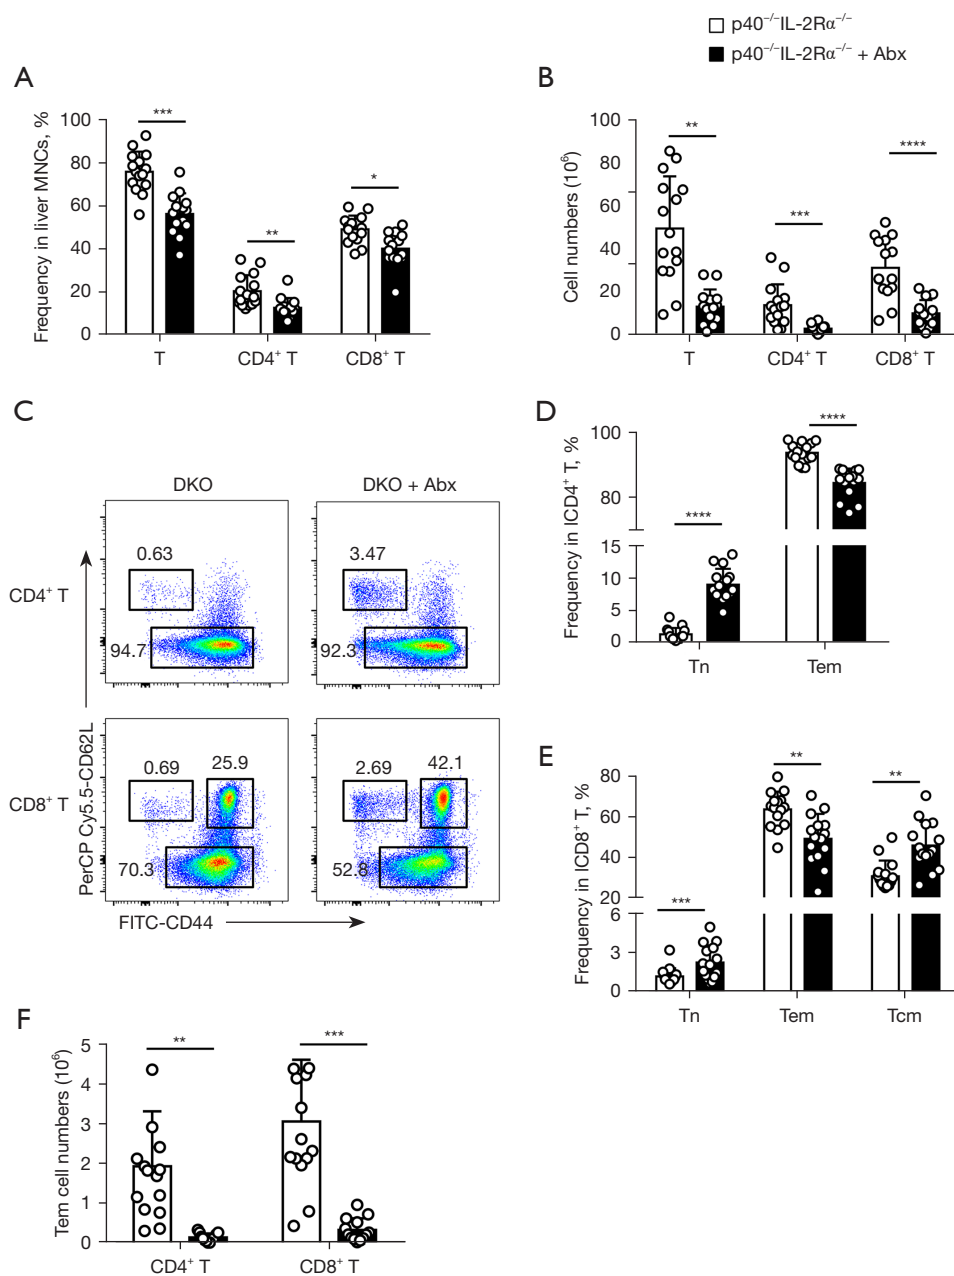 p40⁻/⁻IL-2Rα⁻/⁻
p40⁻/⁻IL-2Rα⁻/⁻ + Abx
A
Frequency in liver MNCs, %
100
80
60
40
20
0
***
**
*
T
CD4⁺ T
CD8⁺ T
B
Cell numbers (10⁶)
100
80
60
40
20
0
**
***
****
T
CD4⁺ T
CD8⁺ T
C
DKO
DKO + Abx
CD4⁺ T
0.63
94.7
3.47
92.3
CD8⁺ T
0.69
25.9
70.3
2.69
42.1
52.8
PerCP Cy5.5-CD62L
FITC-CD44
D
Frequency in lCD4⁺ T, %
100
80
15
10
5
0
****
****
Tn
Tem
E
Frequency in lCD8⁺ T, %
80
60
40
20
6
3
0
***
**
**
Tn
Tem
Tcm
F
Tem cell numbers (10⁶)
5
4
3
2
1
0
**
***
CD4⁺ T
CD8⁺ T